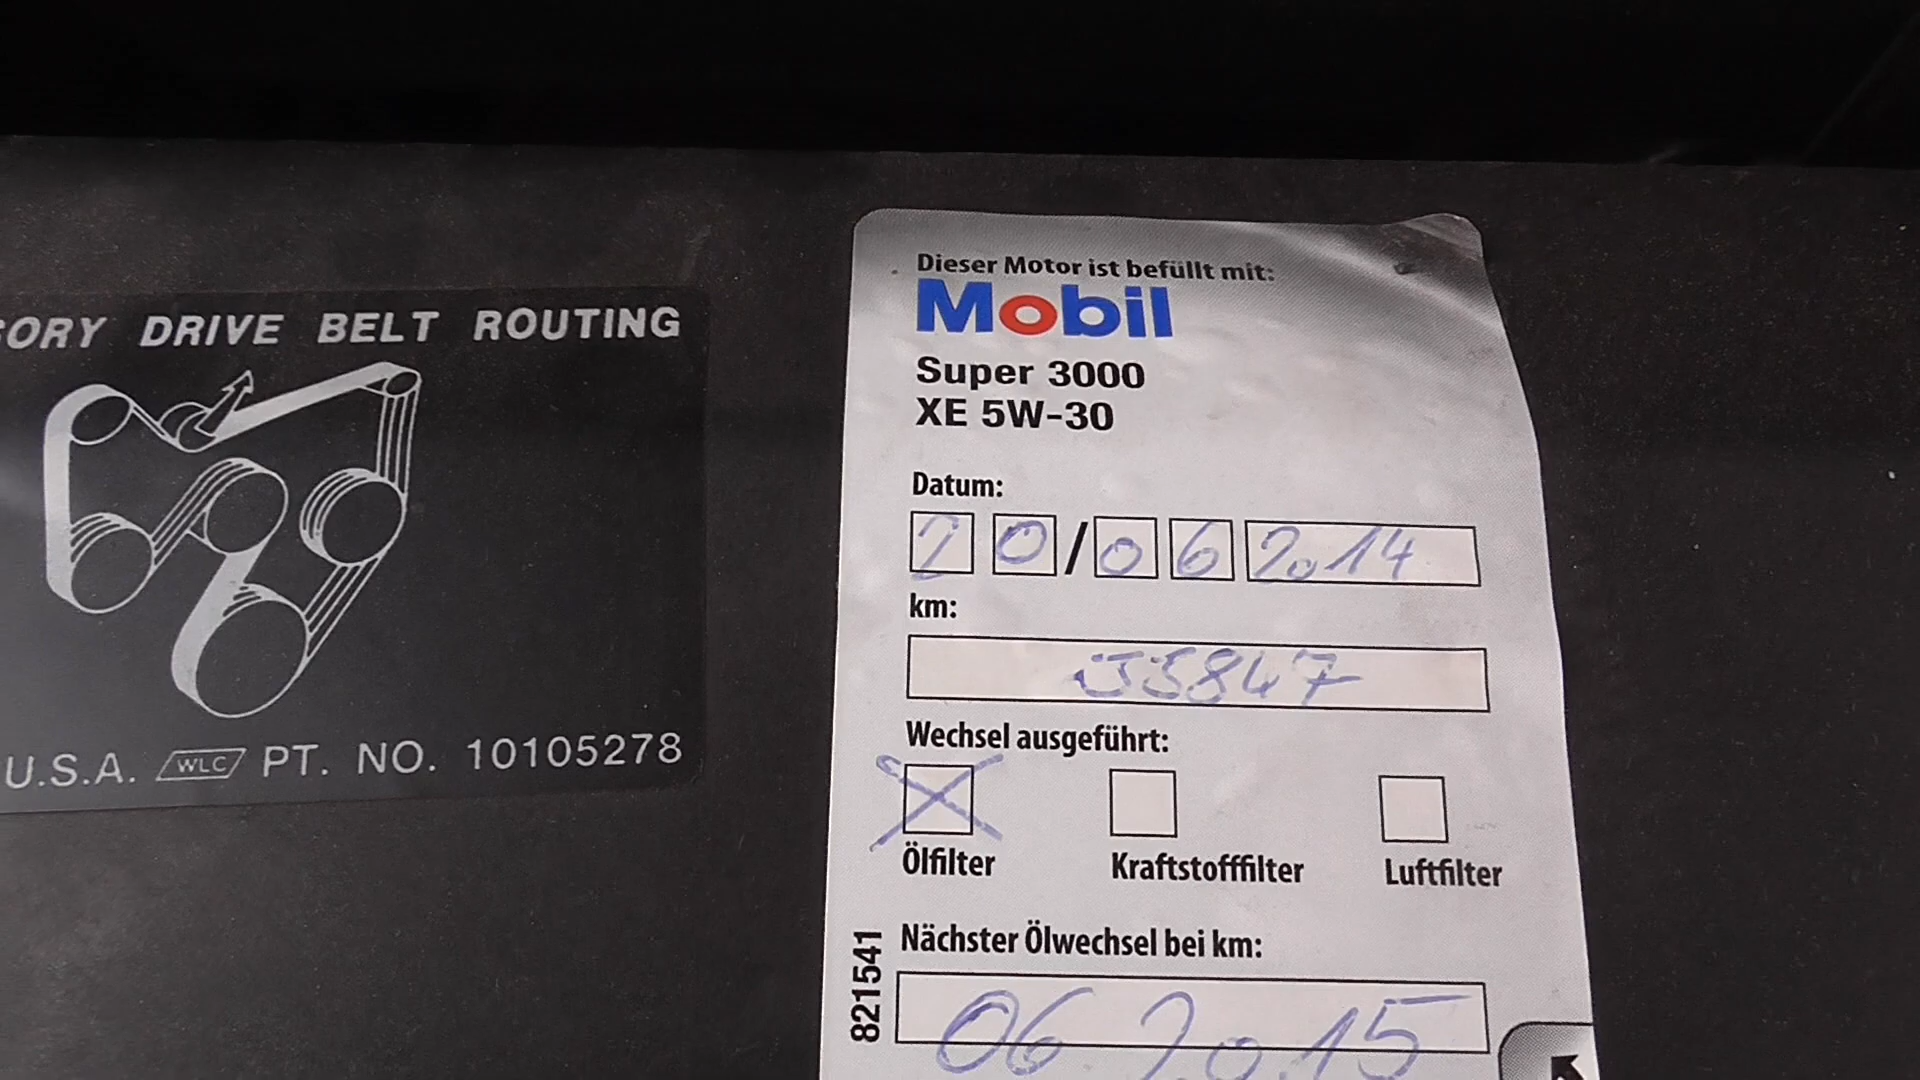 ORY DRIVE BELT ROUTING
U.S.A. WLC PT. NO. 10105278
Dieser Motor ist befüllt mit:
Mobil
Super 3000
XE 5W-30
Datum:
20/06 2014
km:
Wechsel ausgeführt:
Ölfilter Kraftstofffilter Luftfilter
Nächster Ölwechsel bei km:
06 2015
821541